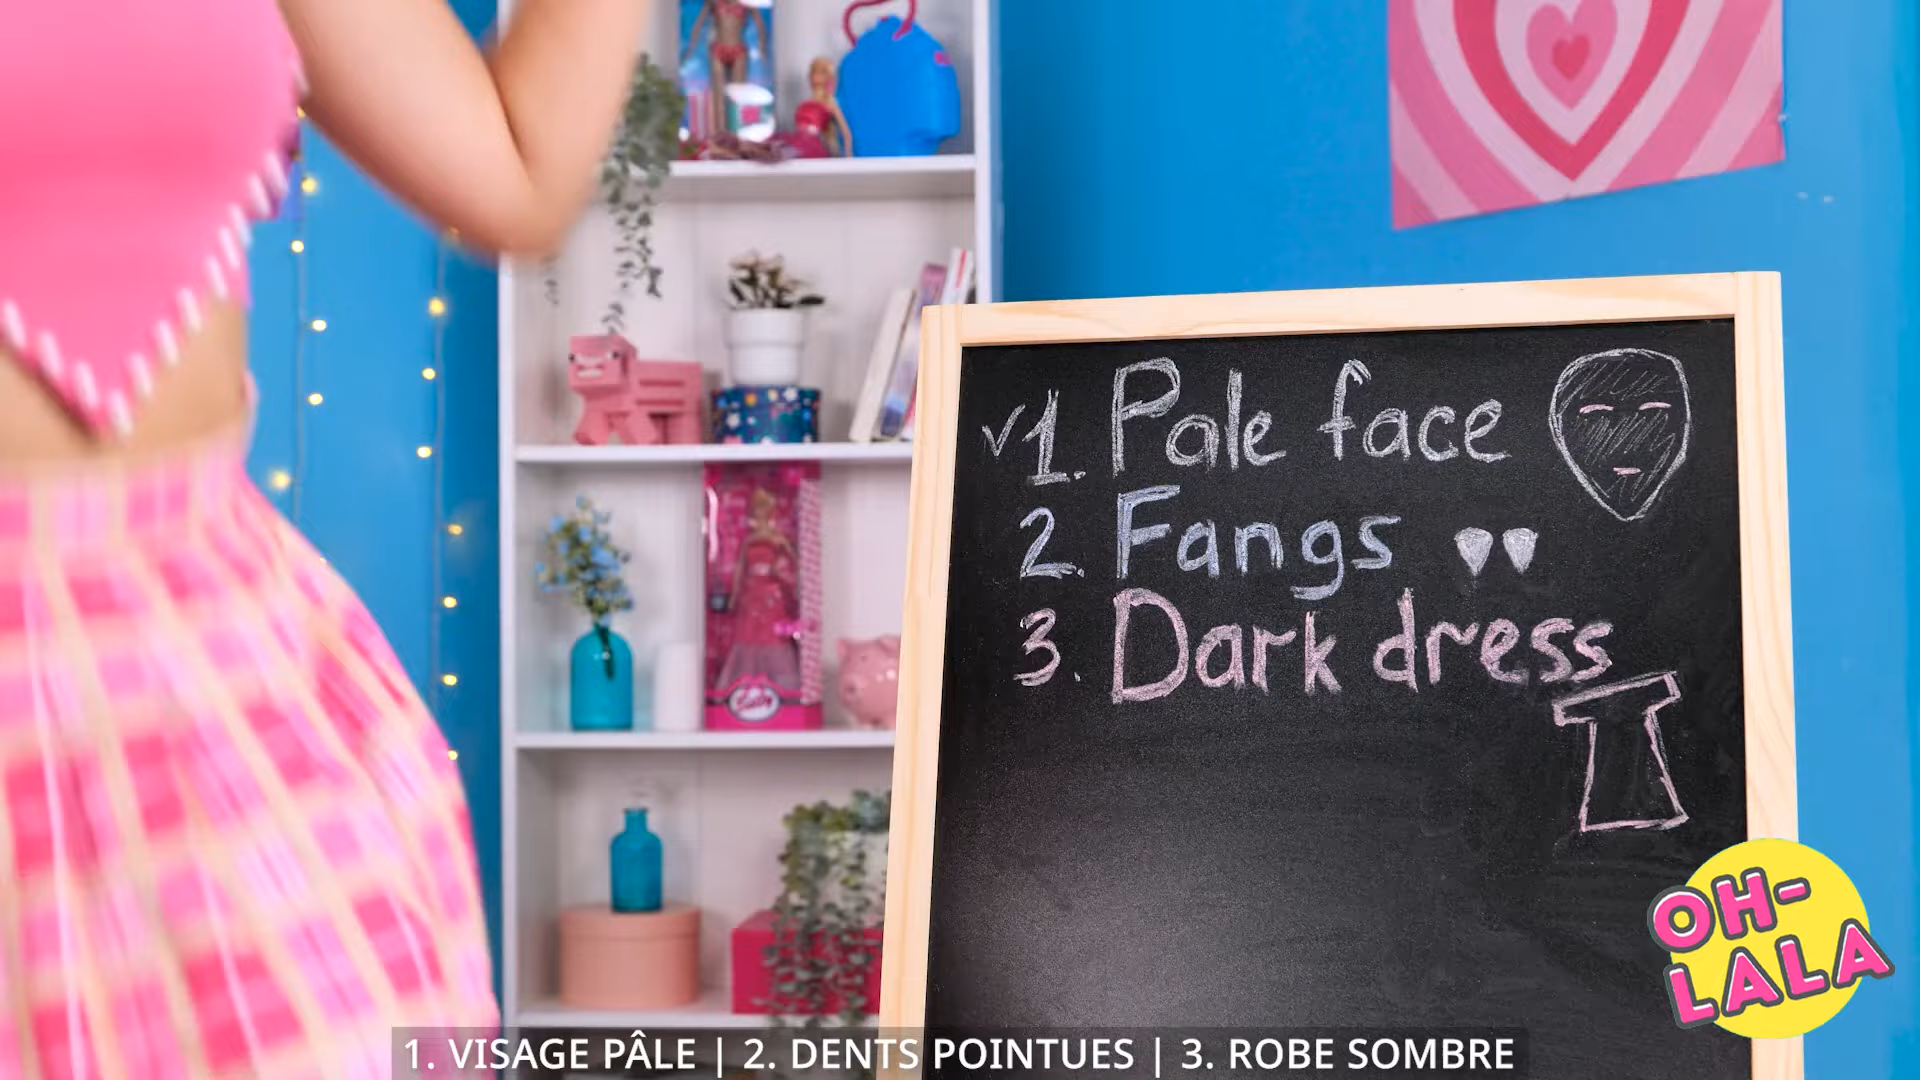 ✓1. Pale face
2. Fangs
3. Dark dress
OH-
LALA
1. VISAGE PÂLE | 2. DENTS POINTUES | 3. ROBE SOMBRE